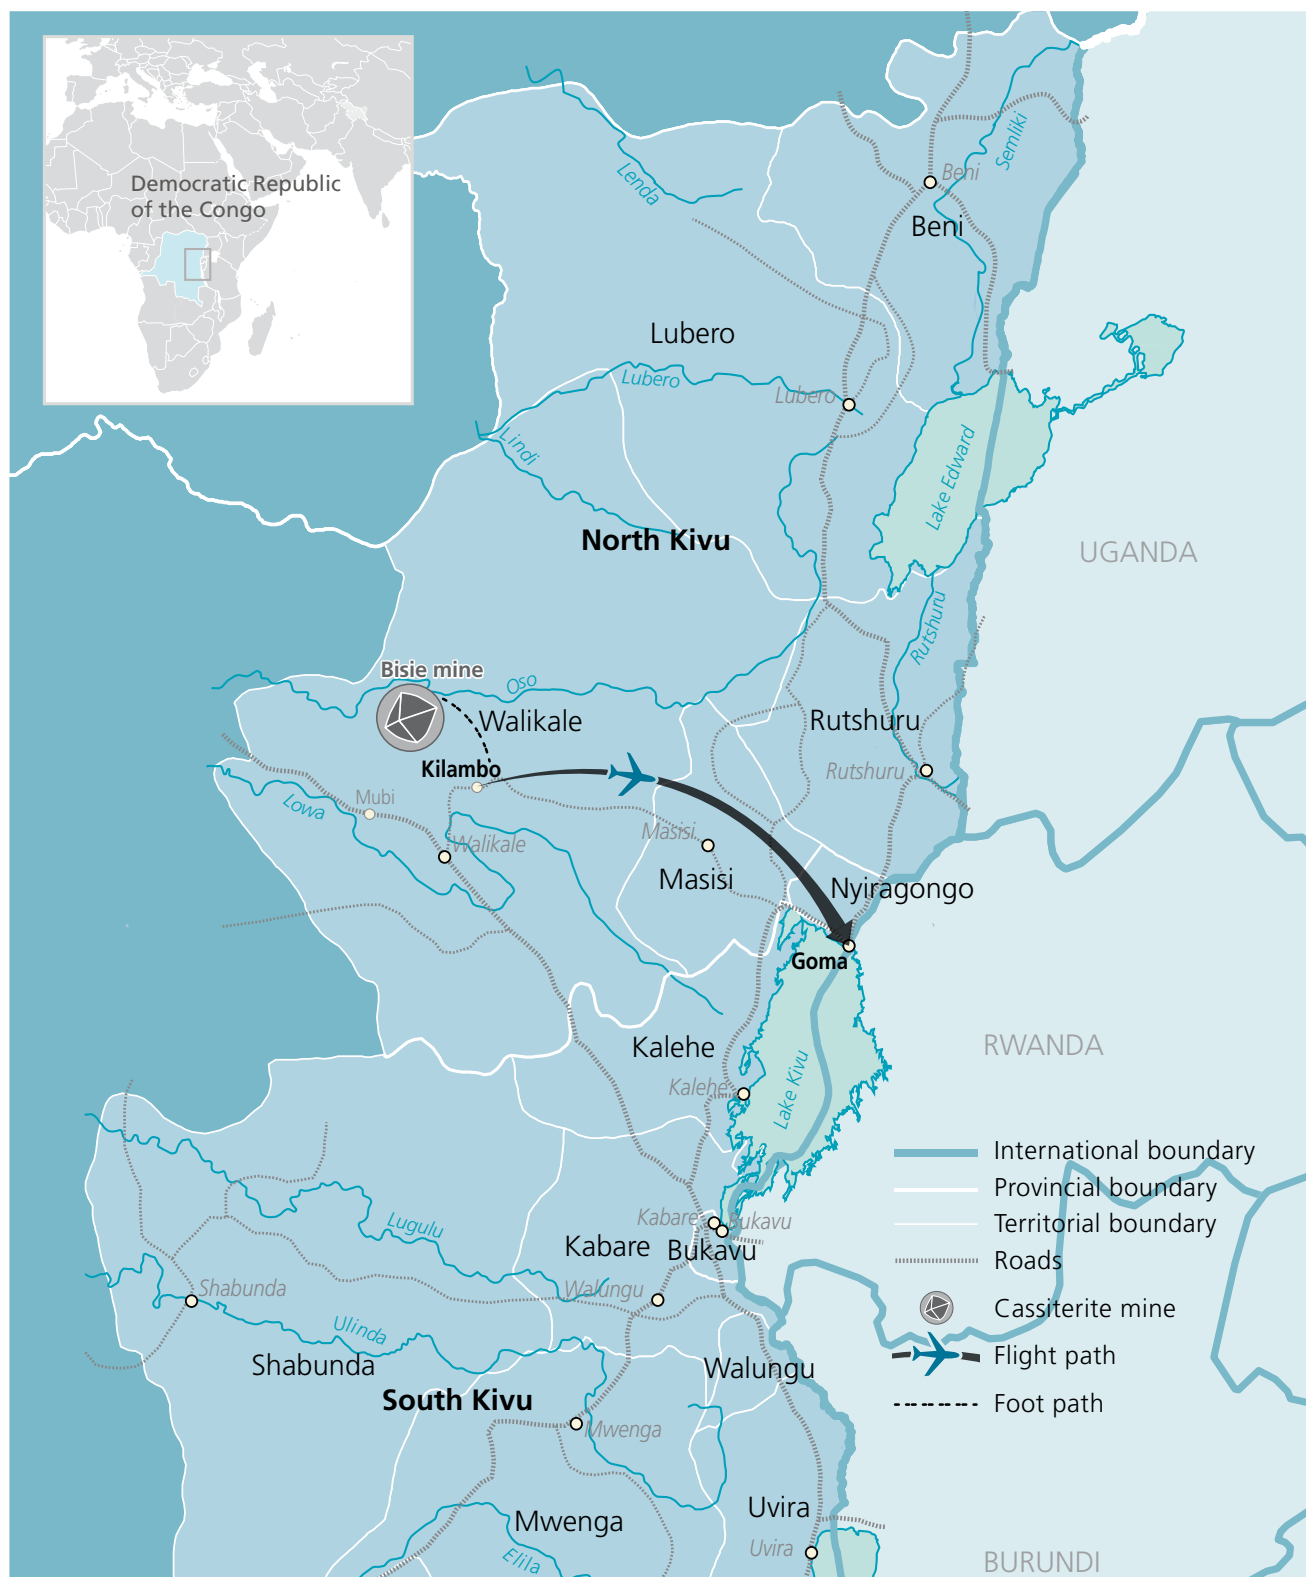 Democratic Republic
of the Congo
Lenda
Semliki
Beni
Beni
Lubero
Lubero
Lubero
Lindi
Lake Edward
North Kivu
UGANDA
Rutshuru
Bisie mine
Oso
Walikale
Rutshuru
Kilambo
Rutshuru
Mubi
Lowa
Walikale
Masisi
Masisi
Nyiragongo
Goma
Kalehe
RWANDA
Kalehe
Lake Kivu
International boundary
Provincial boundary
Territorial boundary
Roads
Cassiterite mine
Flight path
Foot path
Lugulu
Kabare
Bukavu
Kabare
Bukavu
Shabunda
Walungu
Ulinda
Shabunda
Walungu
South Kivu
Mwenga
Uvira
Mwenga
Uvira
Elila
BURUNDI